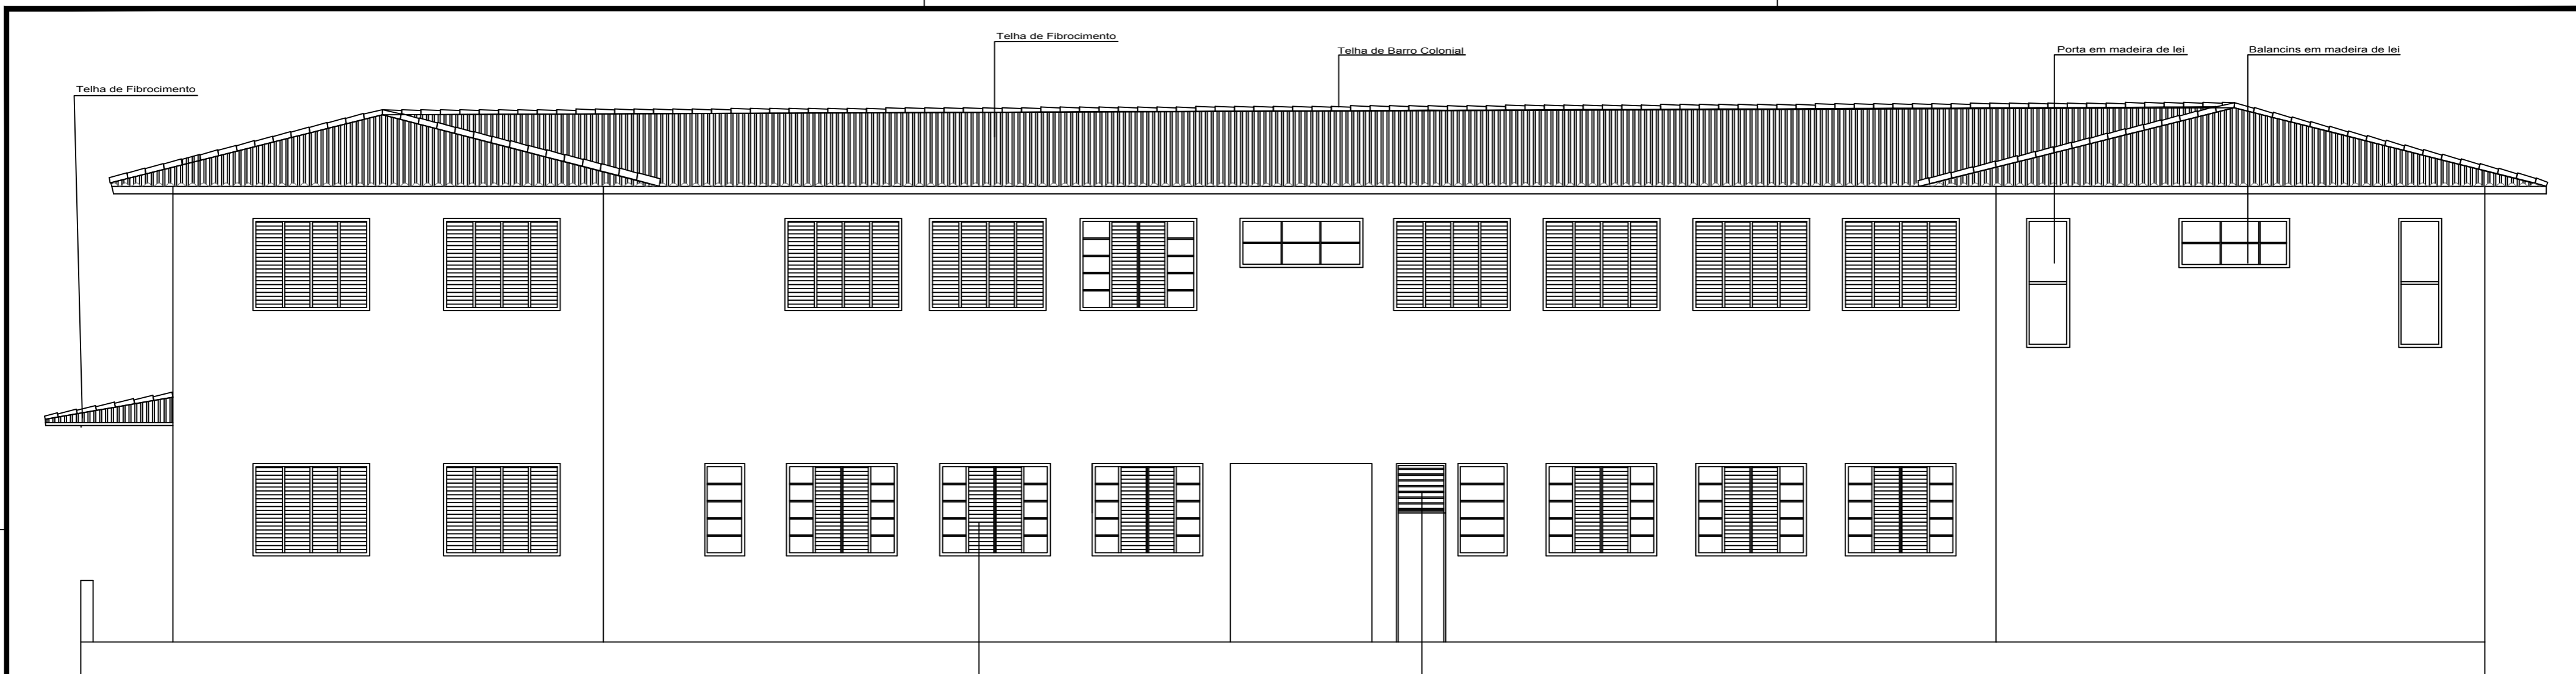 Telha de Fibrocimento
Telha de Fibrocimento
Telha de Barro Colonial
Porta em madeira de lei
Balancins em madeira de lei